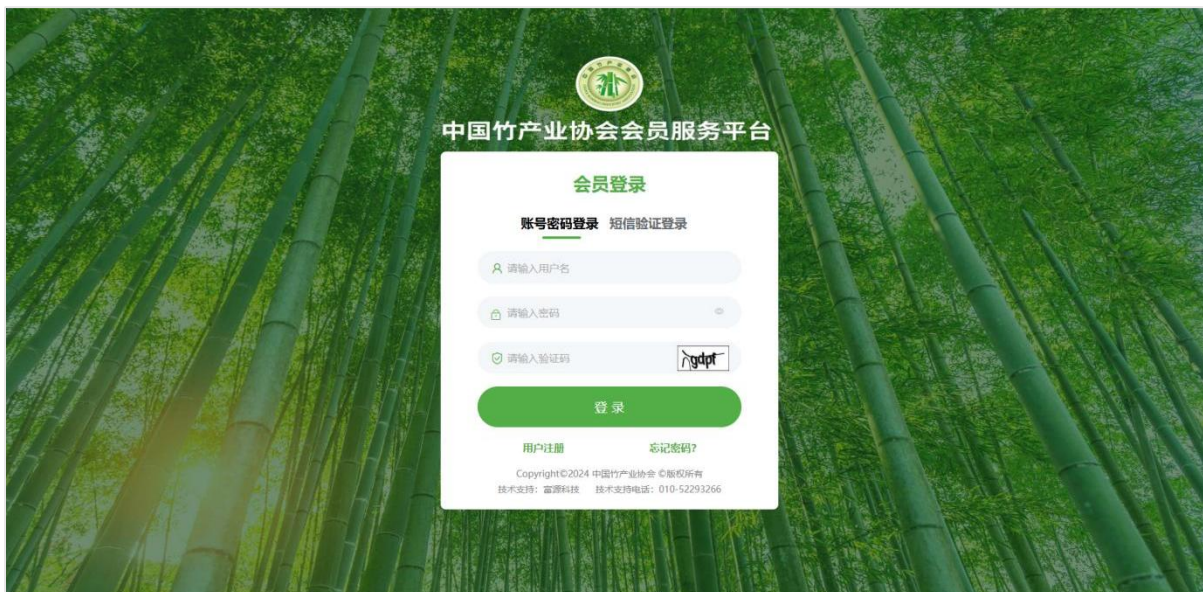 中国竹产业协会会员服务平台
会员登录
账号密码登录 短信验证登录
请输入用户名
请输入密码
请输入验证码
gdpf
登 录
用户注册 忘记密码?
Copyright©2024 中国竹产业协会 ©版权所有
技术支持：富源科技 技术支持电话：010-52293266